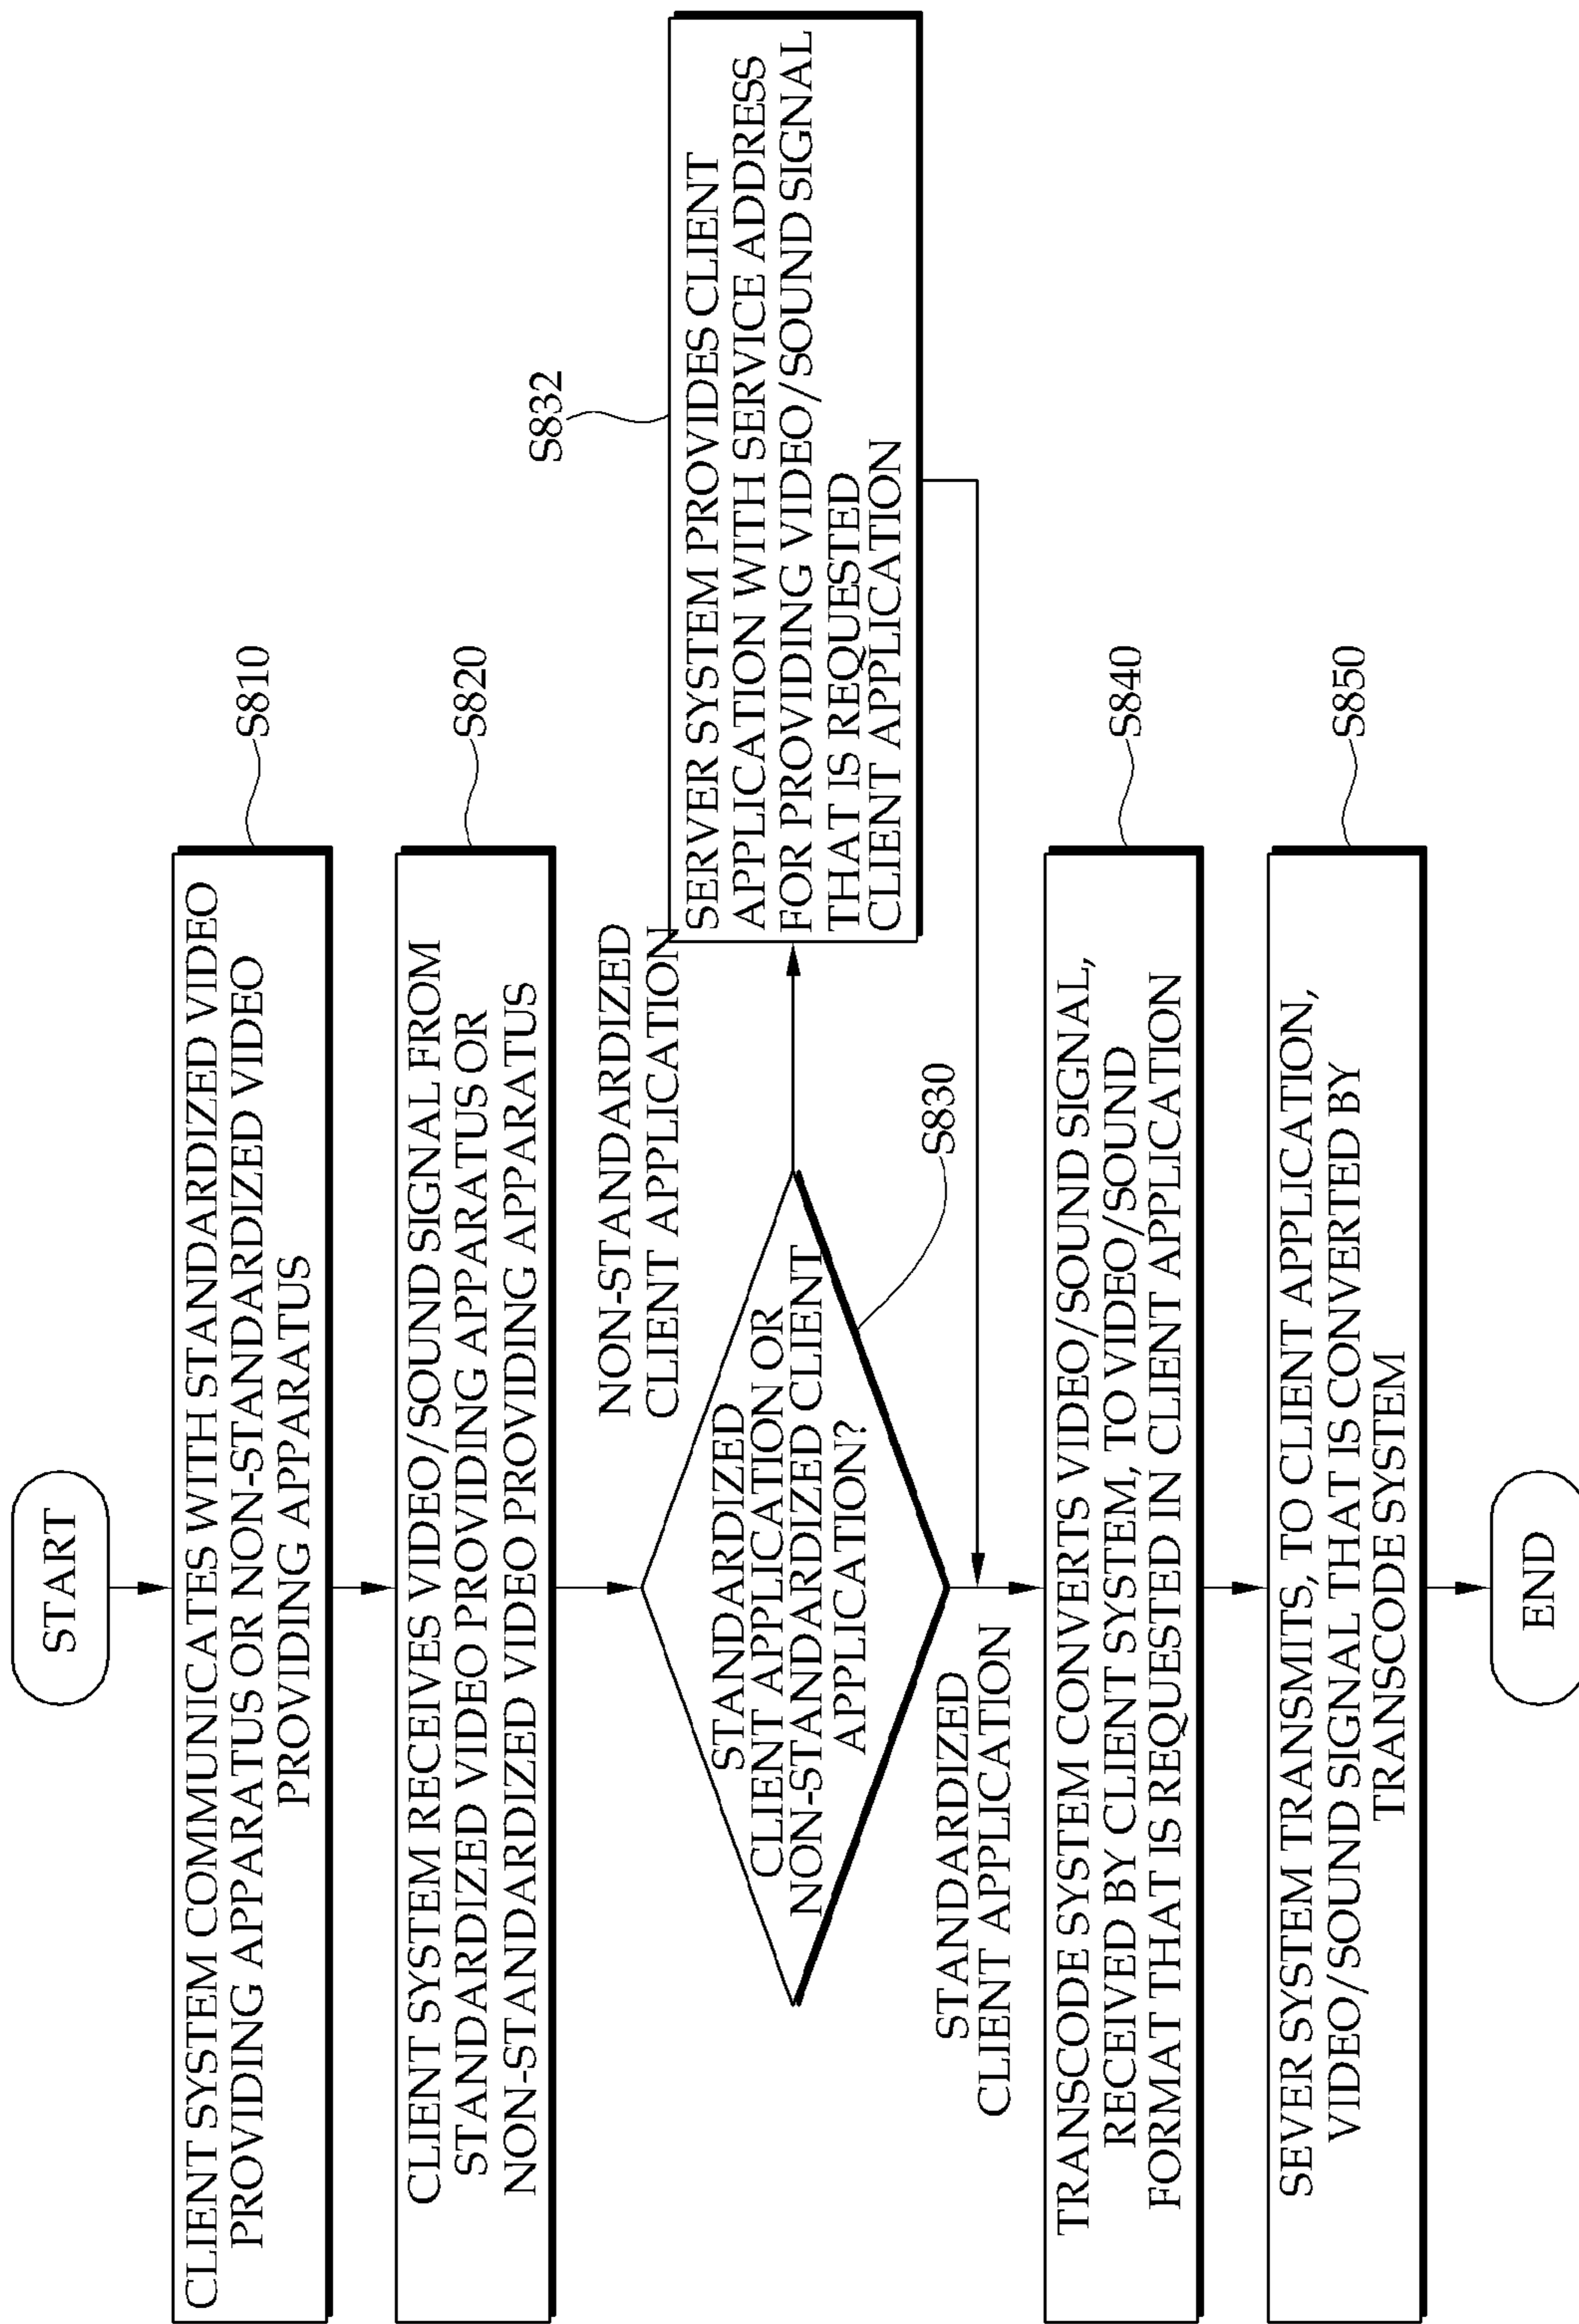 START
CLIENT SYSTEM COMMUNICATES WITH STANDARDIZED VIDEO
PROVIDING APPARATUS OR NON-STANDARDIZED VIDEO
PROVIDING APPARATUS
S810
CLIENT SYSTEM RECEIVES VIDEO/SOUND SIGNAL FROM
STANDARDIZED VIDEO PROVIDING APPARATUS OR
NON-STANDARDIZED VIDEO PROVIDING APPARATUS
S820
STANDARDIZED
CLIENT APPLICATION OR
NON-STANDARDIZED CLIENT
APPLICATION?
S830
NON-STANDARDIZED
CLIENT APPLICATION
SERVER SYSTEM PROVIDES CLIENT
APPLICATION WITH SERVICE ADDRESS
FOR PROVIDING VIDEO/SOUND SIGNAL
THAT IS REQUESTED
CLIENT APPLICATION
S832
STANDARDIZED
CLIENT APPLICATION
TRANSCODE SYSTEM CONVERTS VIDEO/SOUND SIGNAL,
RECEIVED BY CLIENT SYSTEM, TO VIDEO/SOUND
FORMAT THAT IS REQUESTED IN CLIENT APPLICATION
S840
SEVER SYSTEM TRANSMITS, TO CLIENT APPLICATION,
VIDEO/SOUND SIGNAL THAT IS CONVERTED BY
TRANSCODE SYSTEM
S850
END